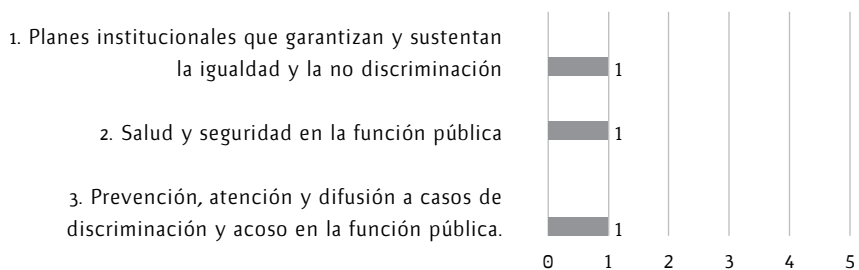 1. Planes institucionales que garantizan y sustentan
la igualdad y la no discriminación
1
2. Salud y seguridad en la función pública
1
3. Prevención, atención y difusión a casos de
discriminación y acoso en la función pública.
1
0 1 2 3 4 5